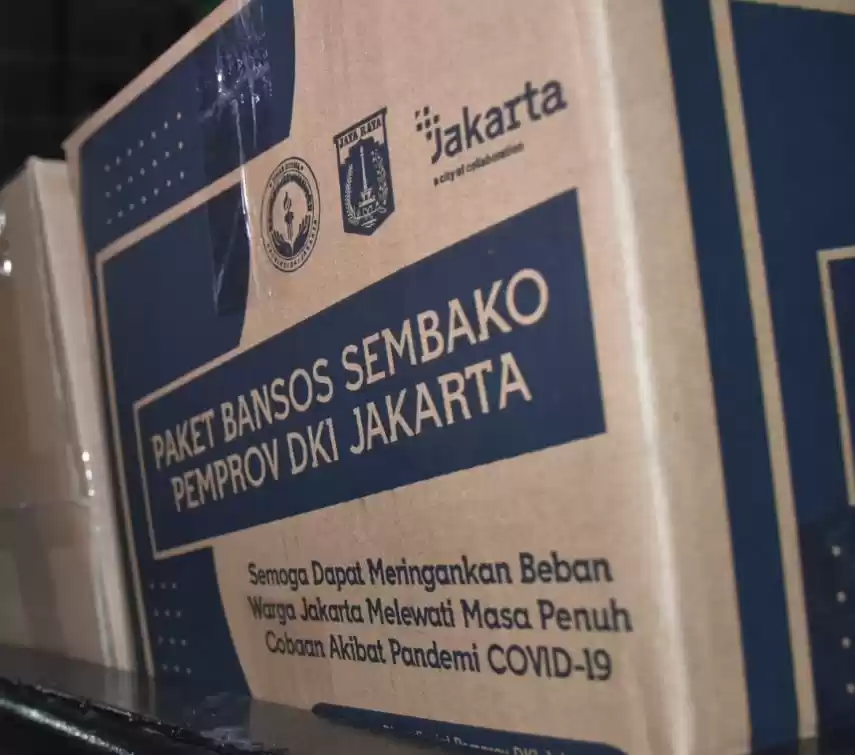 JAYA RAYA
Jakarta
a city of collaboration
PAKET BANSOS SEMBAKO
PEMPROV DKI JAKARTA
Semoga Dapat Meringankan Beban
Warga Jakarta Melewati Masa Penuh
Cobaan Akibat Pandemi COVID-19